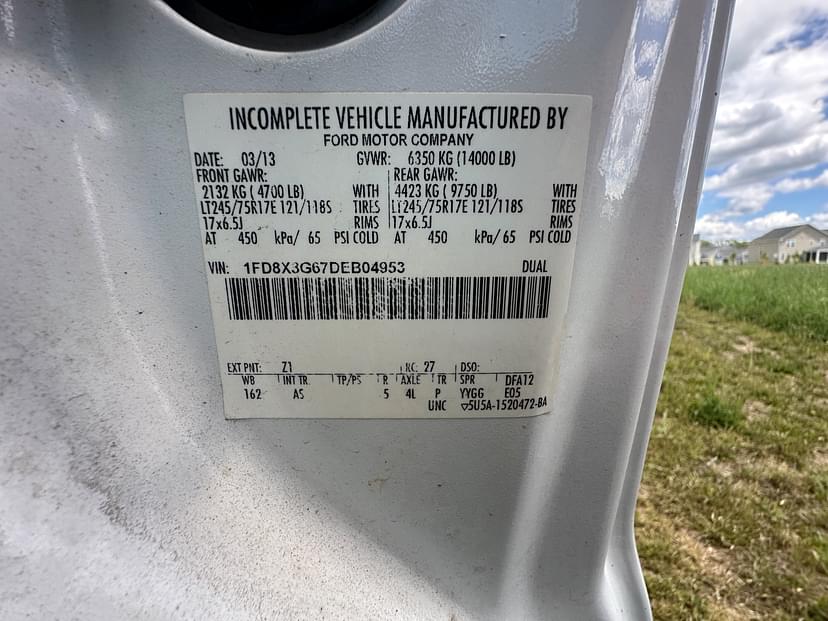 INCOMPLETE VEHICLE MANUFACTURED BY
FORD MOTOR COMPANY
DATE: 03/13 GVWR: 6350 KG (14000 LB)
FRONT GAWR: REAR GAWR:
2132 KG ( 4700 LB) WITH 4423 KG ( 9750 LB) WITH
LT245/75R17E 121/118S TIRES LT245/75R17E 121/118S TIRES
17x6.5J RIMS 17x6.5J RIMS
AT 450 kPa/ 65 PSI COLD AT 450 kPa/ 65 PSI COLD
VIN: 1FD8X3G67DEB04953 DUAL
EXT PNT: Z1 RC: 27 DSO:
WB INT TR TP/PS R AXLE TR SPR DFA12
162 AS 5 4L P YYGG E05
UNC ▽5U5A-1520472-BA